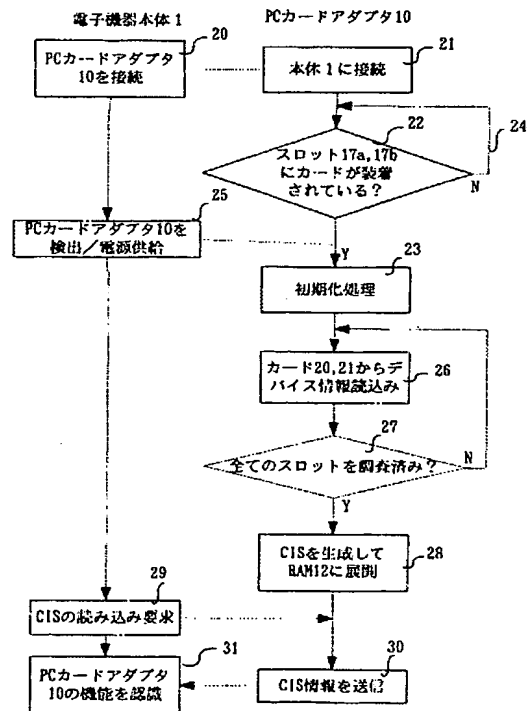 電子機器本体1
PCカードアダプタ10
20
PCカードアダプタ
10を接続
21
本体1に接続
22
24
スロット17a,17b
にカードが装着
されている?
N
25
PCカードアダプタ10を
検出/電源供給
Y
23
初期化処理
カード20,21からデ
バイス情報読込み
26
27
全てのスロットを調査済み?
N
Y
CISを生成して
RAM12に展開
28
29
CISの読み込み要求
31
PCカードアダプタ
10の機能を認識
30
CIS情報を送信